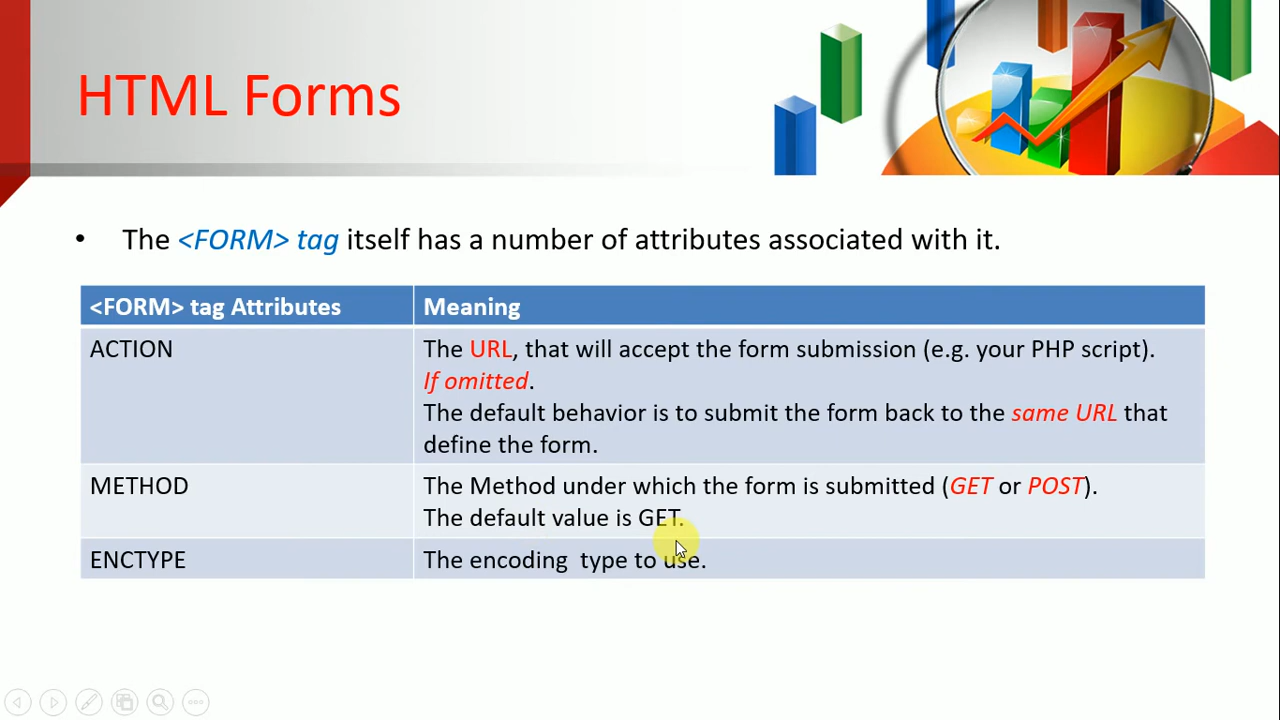 HTML Forms
• The <FORM> tag itself has a number of attributes associated with it.
<FORM> tag Attributes
Meaning
ACTION
The URL, that will accept the form submission (e.g. your PHP script).
If omitted.
The default behavior is to submit the form back to the same URL that
define the form.
METHOD
The Method under which the form is submitted (GET or POST).
The default value is GET.
ENCTYPE
The encoding  type to use.